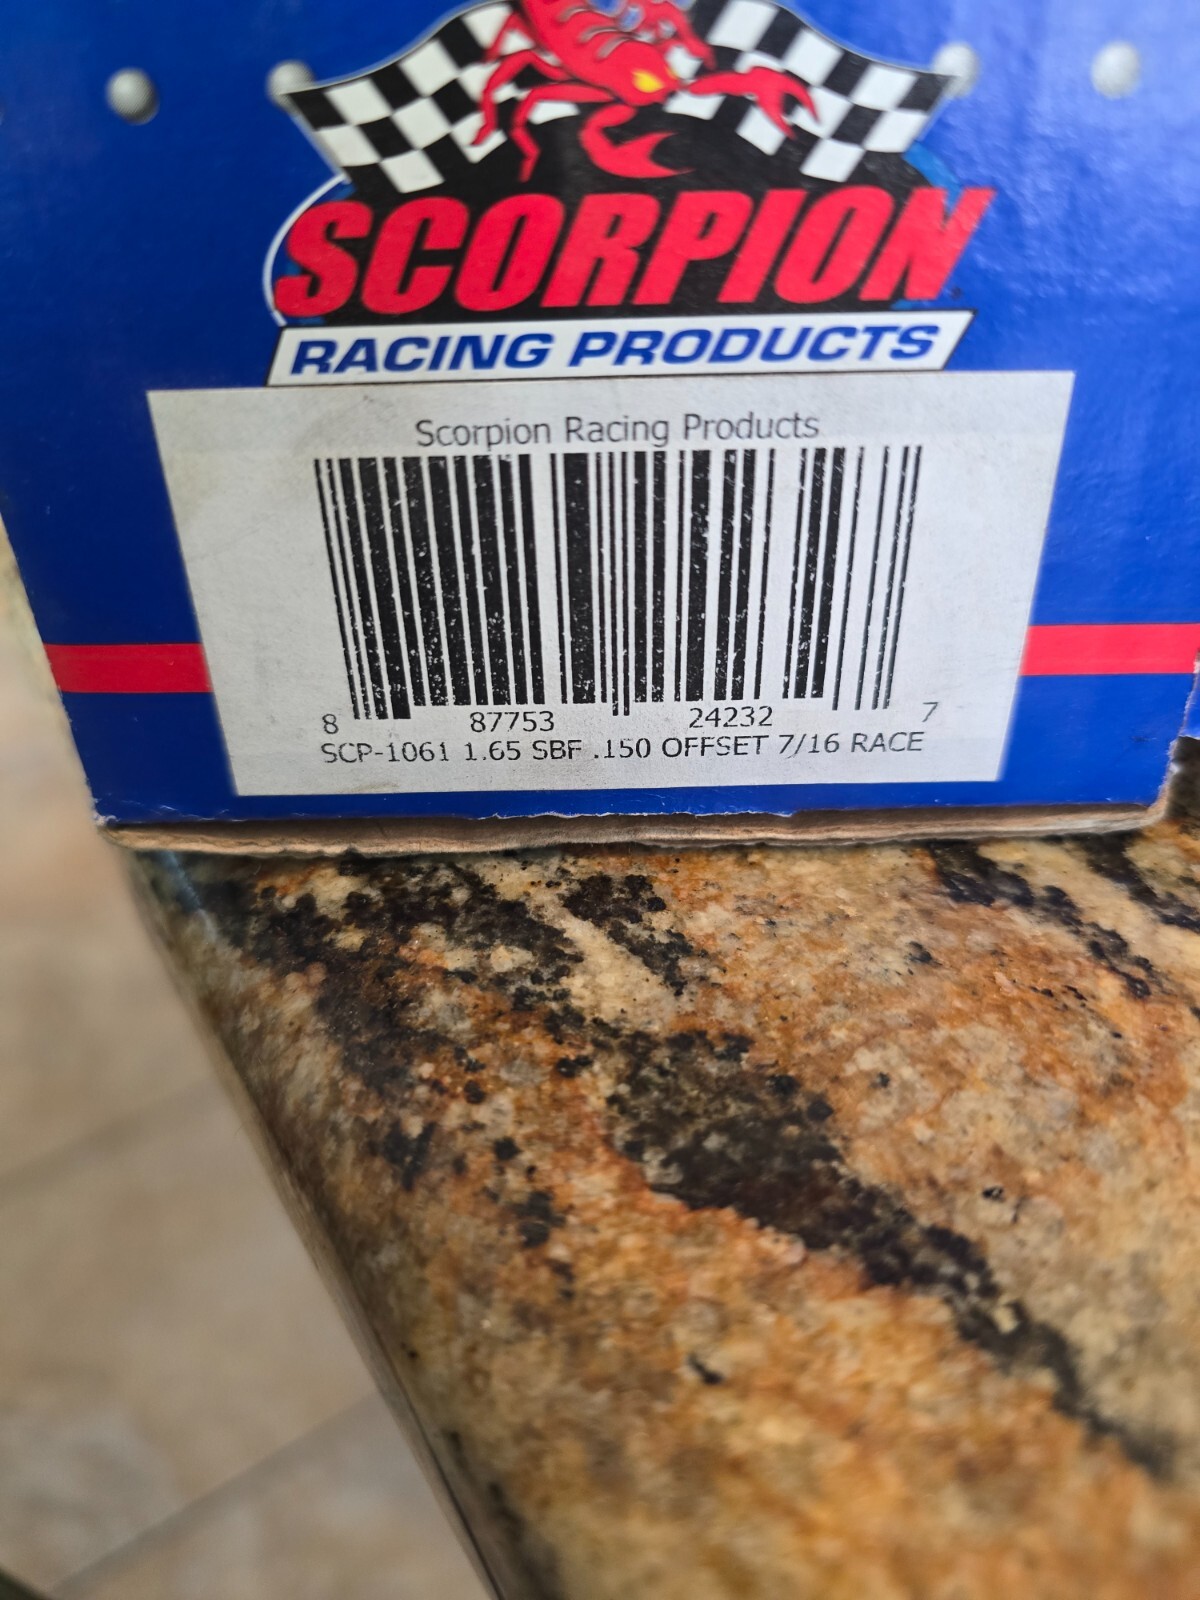 SCORPION
RACING PRODUCTS
Scorpion Racing Products
8 87753 24232 7
SCP-1061 1.65 SBF .150 OFFSET 7/16 RACE